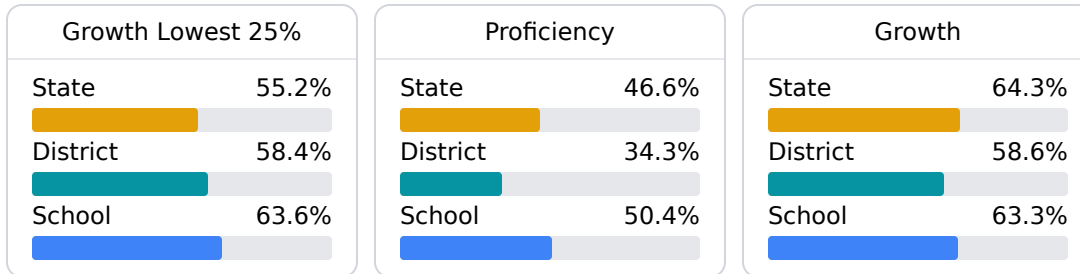 Growth Lowest 25%
State 55.2%
District 58.4%
School 63.6%
Proficiency
State 46.6%
District 34.3%
School 50.4%
Growth
State 64.3%
District 58.6%
School 63.3%